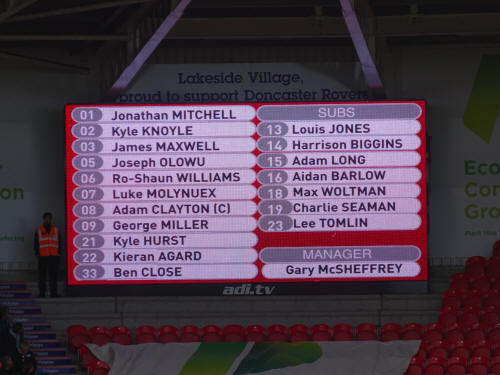 Lakeside Village,
proud to support Doncaster Rovers
01 Jonathan MITCHELL
02 Kyle KNOYLE
03 James MAXWELL
05 Joseph OLOWU
06 Ro-Shaun WILLIAMS
07 Luke MOLYNUEX
08 Adam CLAYTON (C)
09 George MILLER
21 Kyle HURST
22 Kieran AGARD
33 Ben CLOSE
SUBS
13 Louis JONES
14 Harrison BIGGINS
15 Adam LONG
16 Aidan BARLOW
18 Max WOLTMAN
19 Charlie SEAMAN
23 Lee TOMLIN
MANAGER
Gary McSHEFFREY
adi.tv
Eco
Con
Gro